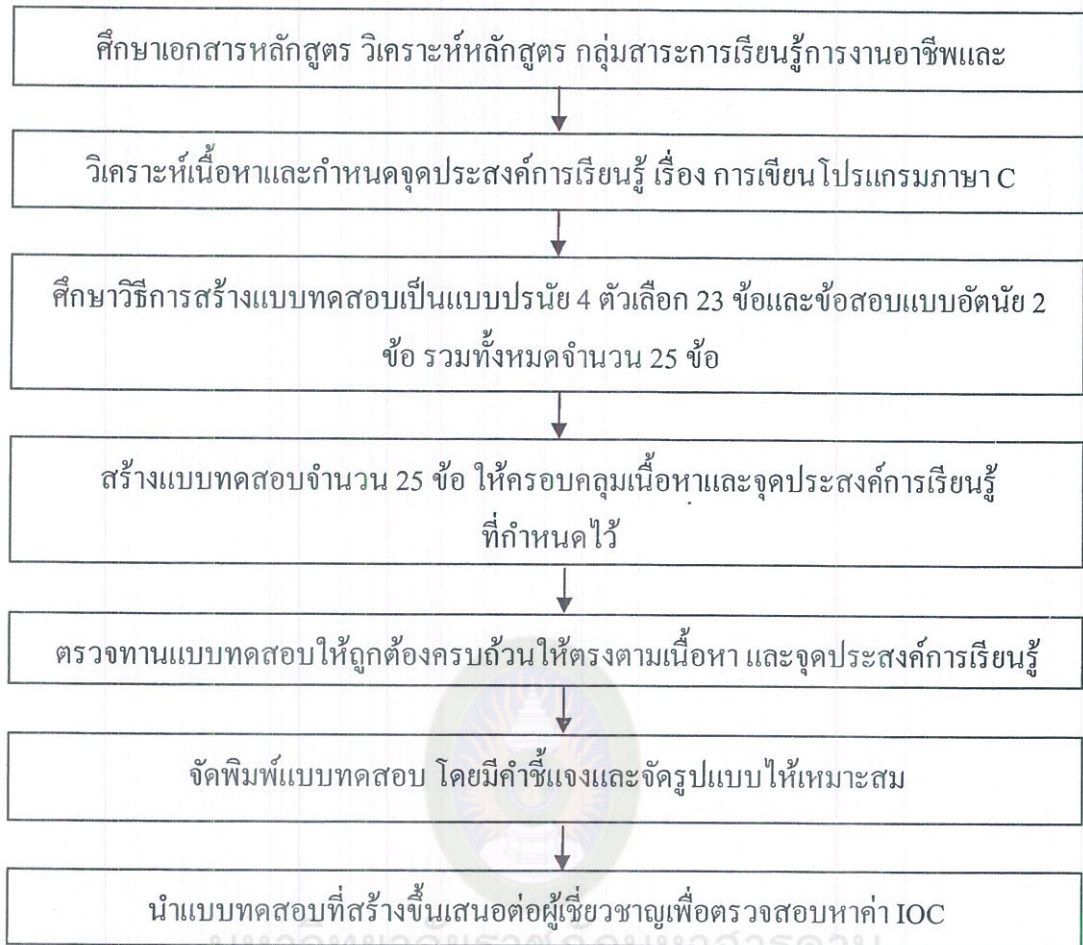 ศึกษาเอกสารหลักสูตร วิเคราะห์หลักสูตร กลุ่มสาระการเรียนรู้การงานอาชีพและ
วิเคราะห์เนื้อหาและกำหนดจุดประสงค์การเรียนรู้ เรื่อง การเขียนโปรแกรมภาษา C
ศึกษาวิธีการสร้างแบบทดสอบเป็นแบบปรนัย 4 ตัวเลือก 23 ข้อและข้อสอบแบบอัตนัย 2
ข้อ รวมทั้งหมดจำนวน 25 ข้อ
สร้างแบบทดสอบจำนวน 25 ข้อ ให้ครอบคลุมเนื้อหาและจุดประสงค์การเรียนรู้
ที่กำหนดไว้
ตรวจทานแบบทดสอบให้ถูกต้องครบถ้วนให้ตรงตามเนื้อหา และจุดประสงค์การเรียนรู้
จัดพิมพ์แบบทดสอบ โดยมีคำชี้แจงและจัดรูปแบบไห้เหมาะสม
นำแบบทดสอบที่สร้างขึ้นเสนอต่อผู้เชี่ยวชาญเพื่อตรวจสอบหาค่า IOC